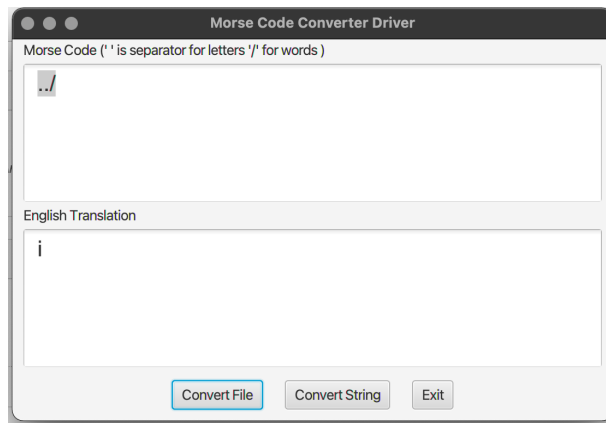 Morse Code Converter Driver
Morse Code (' ' is separator for letters '/' for words )
../
English Translation
i
Convert File Convert String Exit